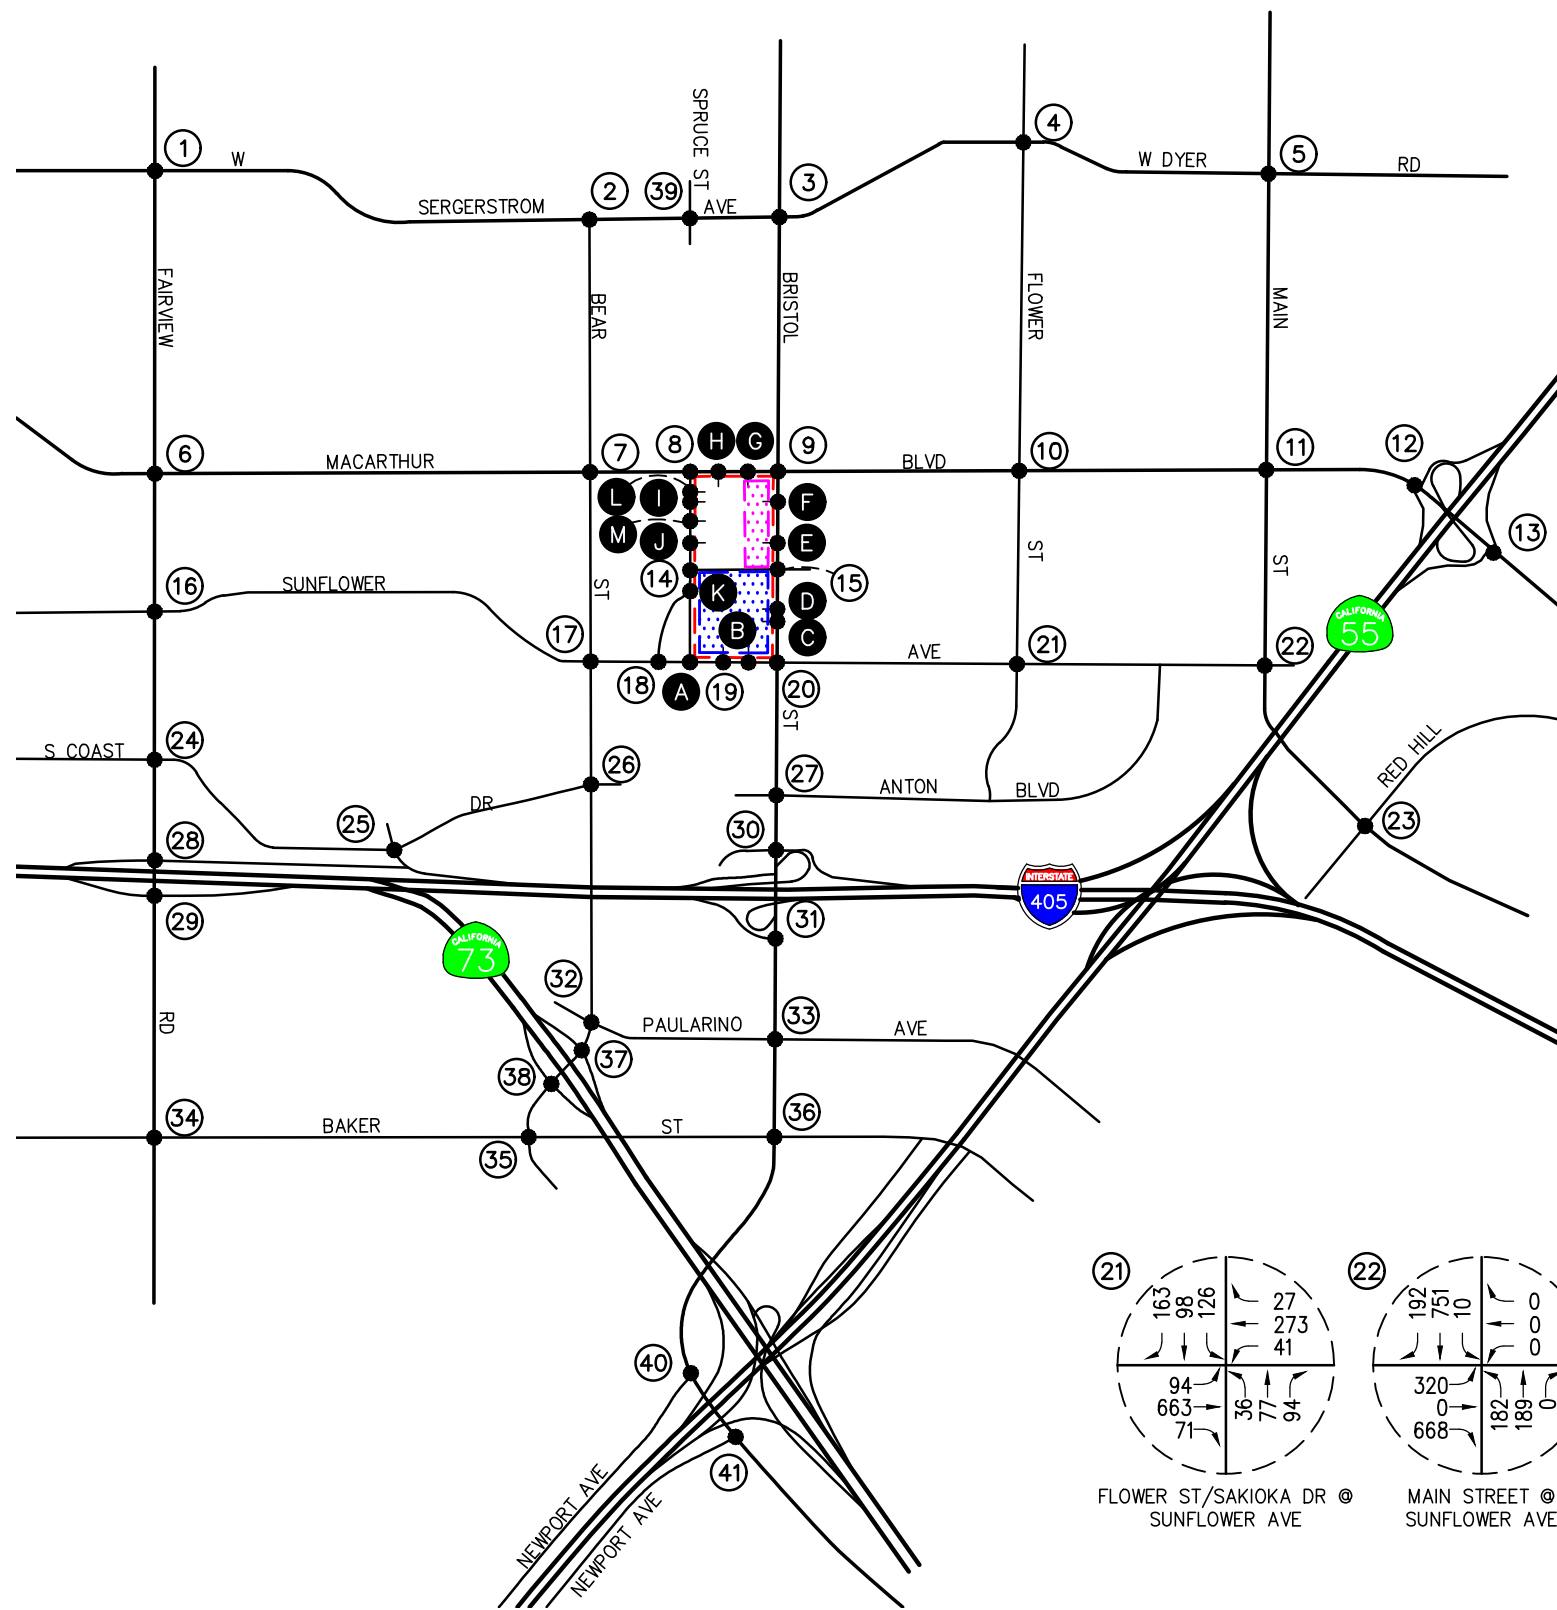 SPRUCE ST
1
W
2
39
AVE
3
4
W DYER
5
RD
SERGERSTROM
FAIRVIEW
BEAR
BRISTOL
FLOWER
MAIN
6
MACARTHUR
7
8
H
G
9
BLVD
10
11
12
L
I
F
M
J
E
13
ST
ST
16
SUNFLOWER
ST
14
K
15
D
CALIFORNIA
55
17
B
C
AVE
21
22
18
A
19
20
ST
S COAST
24
26
27
ANTON
BLVD
RED HILL
DR
25
30
23
28
INTERSTATE
405
29
31
CALIFORNIA
73
32
RD
PAULARINO
33
AVE
37
38
34
BAKER
ST
36
35
40
41
NEWPORT AVE
NEWPORT AVE
21
163
98
126
27
273
41
94
663
71
36
77
94
FLOWER ST/SAKIOKA DR @
SUNFLOWER AVE
22
192
751
10
0
0
0
320
0
668
182
189
0
MAIN STREET @
SUNFLOWER AVE